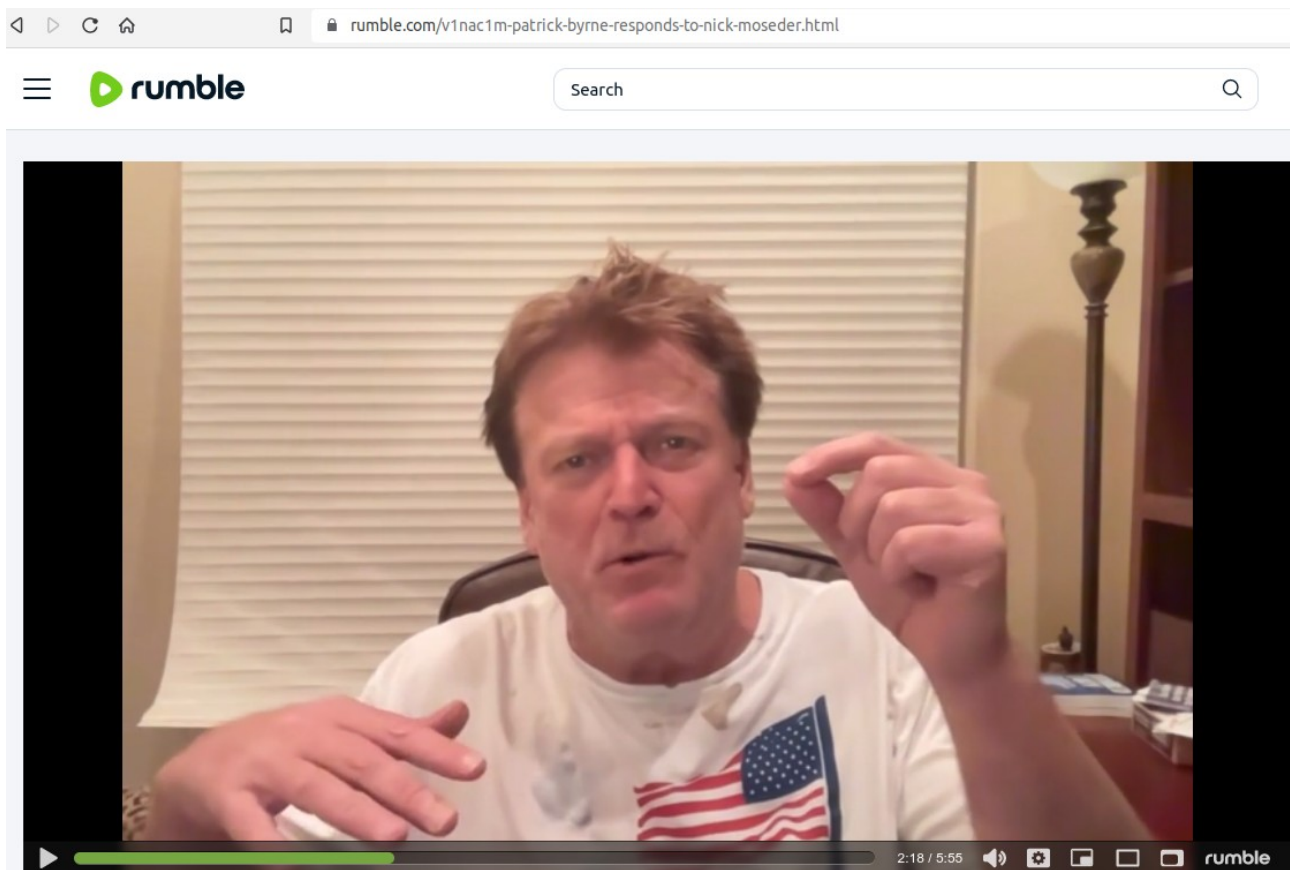 rumble.com/v1nac1m-patrick-byrne-responds-to-nick-moseder.html
rumble
Search
2:18 / 5:55
rumble